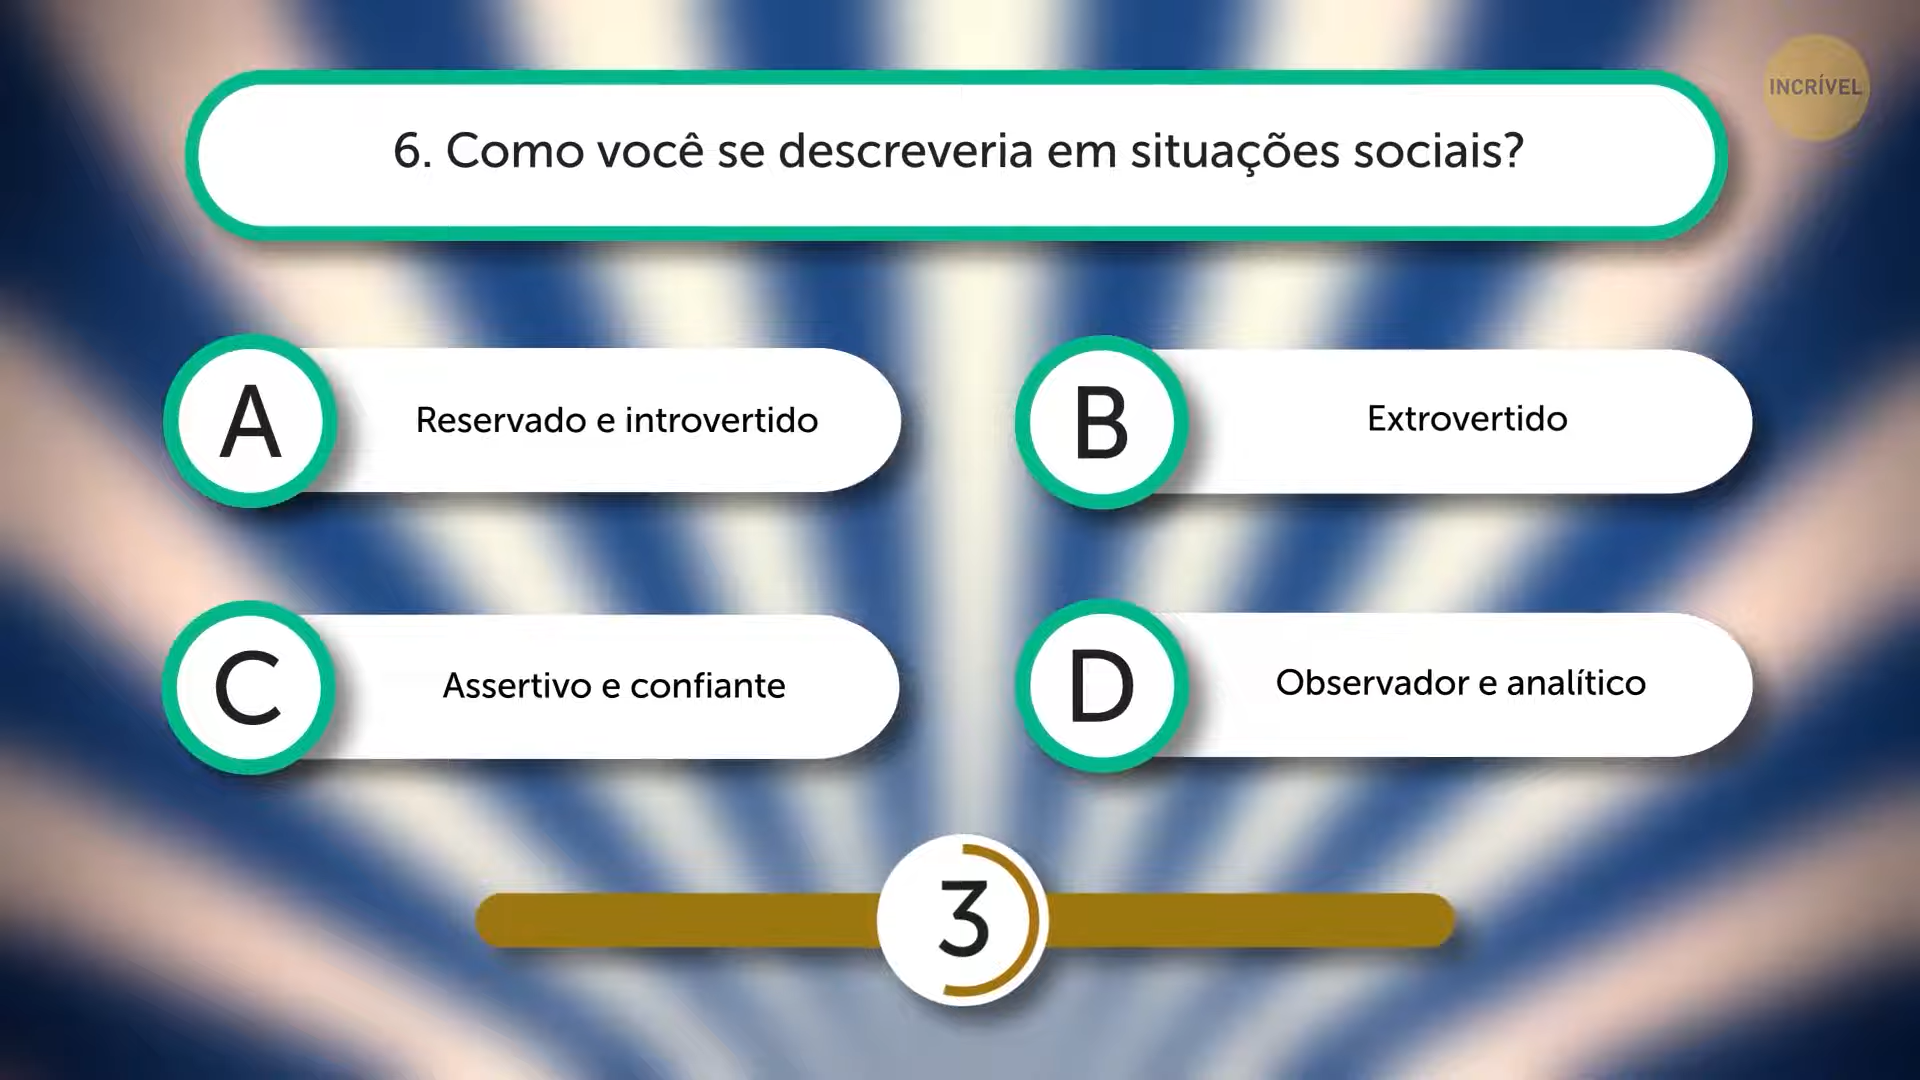 INCRÍVEL
6. Como você se descreveria em situações sociais?
A
Reservado e introvertido
B
Extrovertido
C
Assertivo e confiante
D
Observador e analítico
3